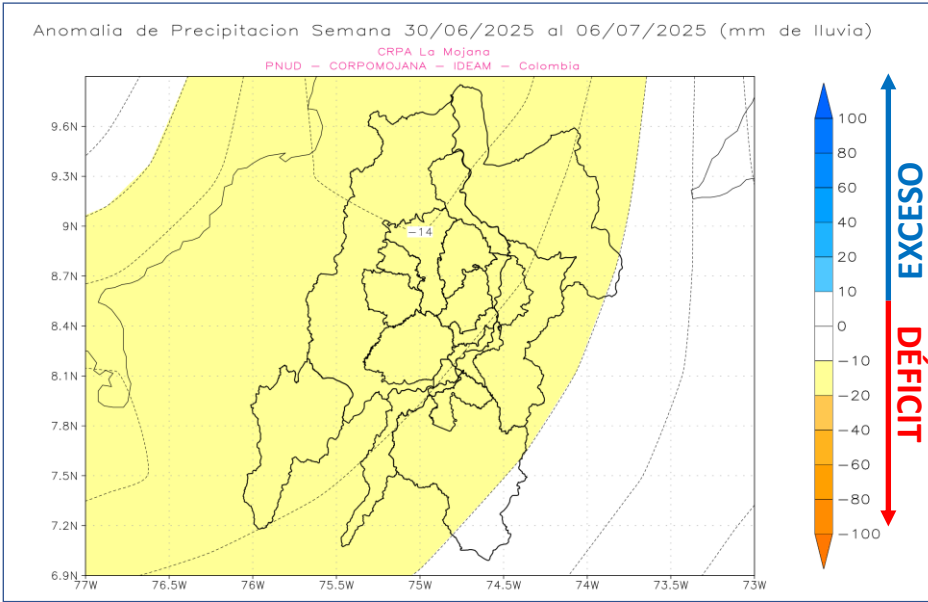 Anomalia de Precipitacion Semana 30/06/2025 al 06/07/2025 (mm de lluvia)
CRPA La Mojana
PNUD – CORPOMOJANA – IDEAM – Colombia
9.6N
9.3N
9N
8.7N
8.4N
8.1N
7.8N
7.5N
7.2N
6.9N
77W
76.5W
76W
75.5W
75W
74.5W
74W
73.5W
73W
−14
100
80
60
40
20
10
0
−10
−20
−40
−60
−80
−100
EXCESO
DÉFICIT